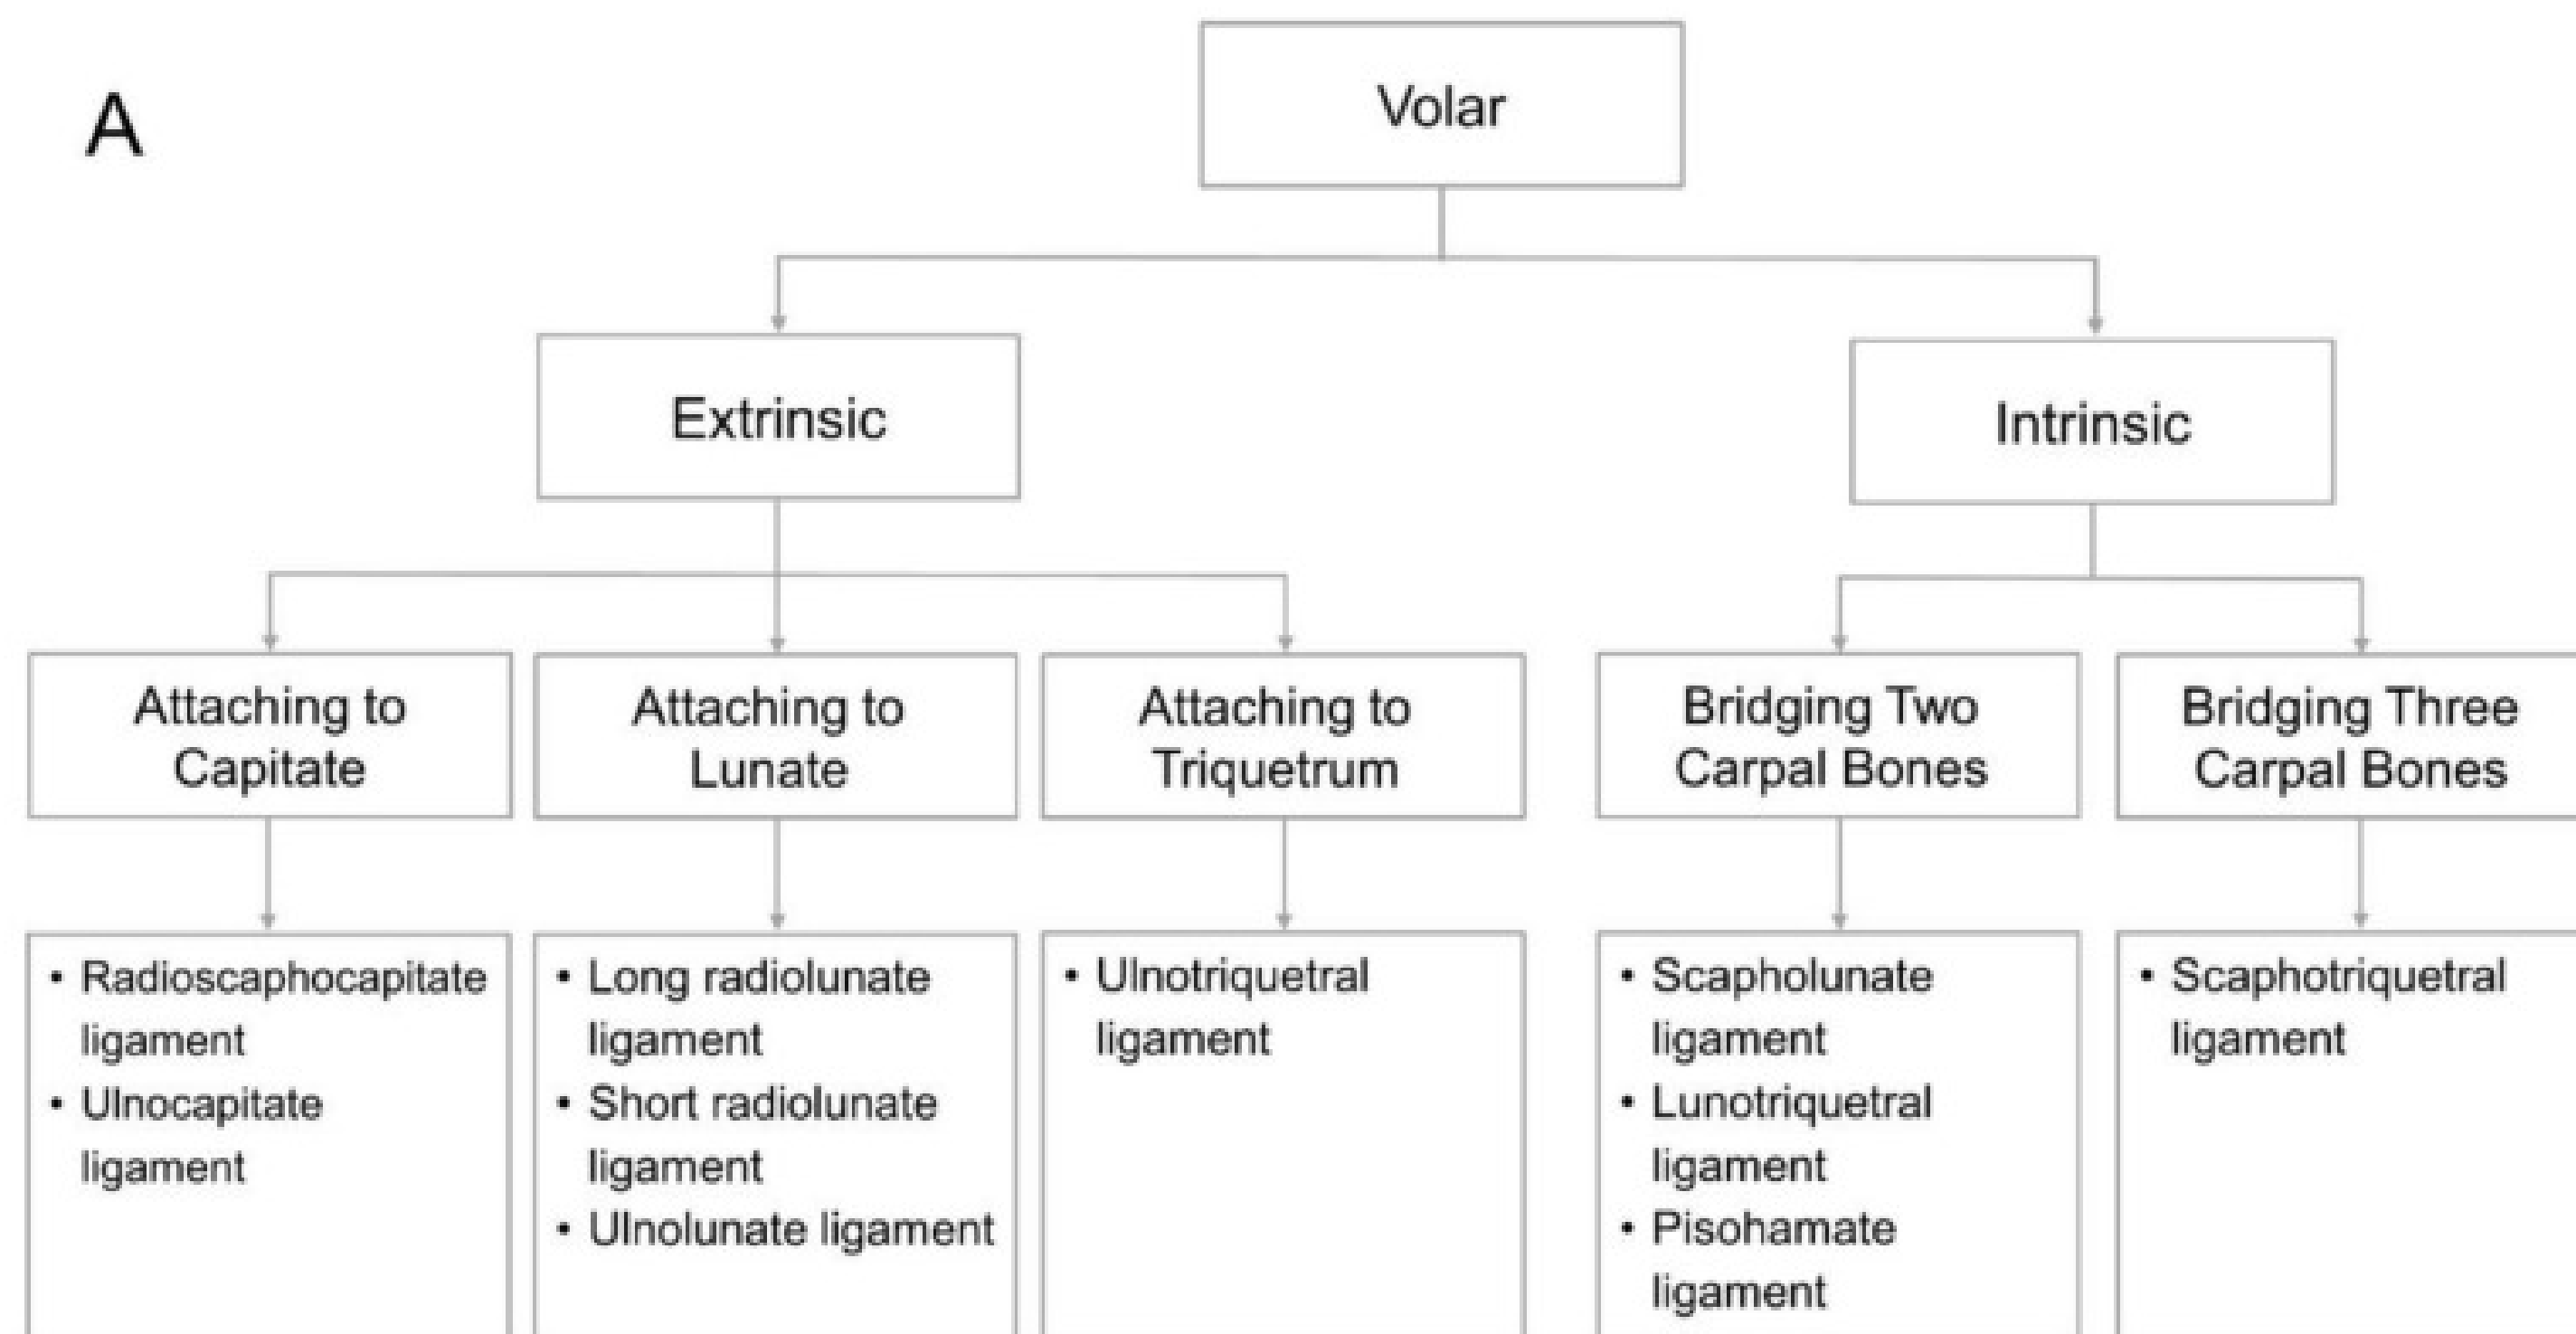 A
Volar
Extrinsic
Intrinsic
Attaching to
Capitate
Attaching to
Lunate
Attaching to
Triquetrum
Bridging Two
Carpal Bones
Bridging Three
Carpal Bones
• Radioscaphocapitate
ligament
• Ulnocapitate
ligament
• Long radiolunate
ligament
• Short radiolunate
ligament
• Ulnolunate ligament
• Ulnotriquetral
ligament
• Scapholunate
ligament
• Lunotriquetral
ligament
• Pisohamate
ligament
• Scaphotriquetral
ligament